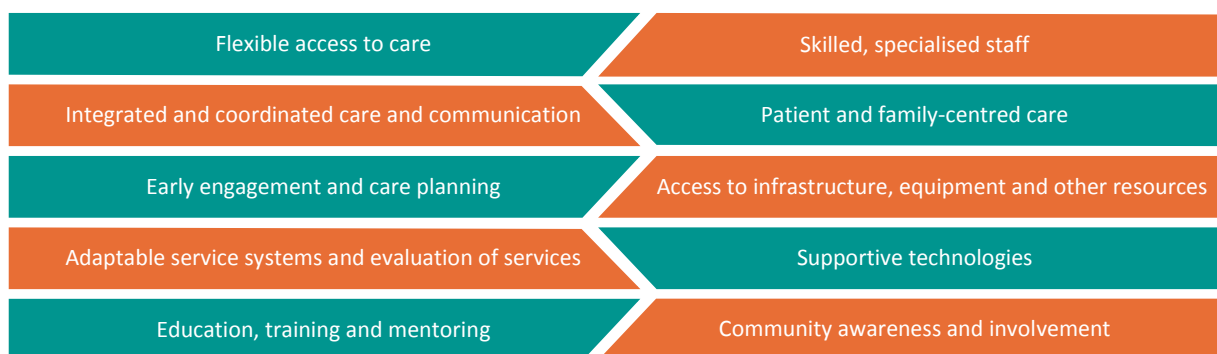 Flexible access to care
Skilled, specialised staff
Integrated and coordinated care and communication
Patient and family-centred care
Early engagement and care planning
Access to infrastructure, equipment and other resources
Adaptable service systems and evaluation of services
Supportive technologies
Education, training and mentoring
Community awareness and involvement